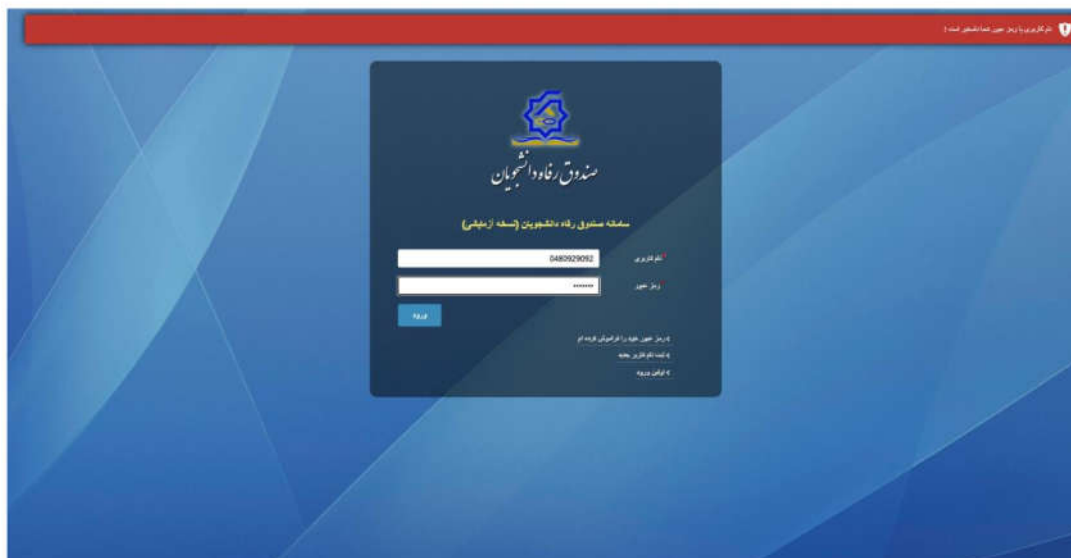 نام کاربری یا رمز عبور شما نامعتبر است !
صندوق رفاه دانشجویان
سامانه صندوق رفاه دانشجویان (نسخه آزمایشی)
* نام کاربری
0480929092
* رمز عبور
ورود
رمز عبور خود را فراموش کرده ام
ثبت نام کاربر جدید
اولین ورود